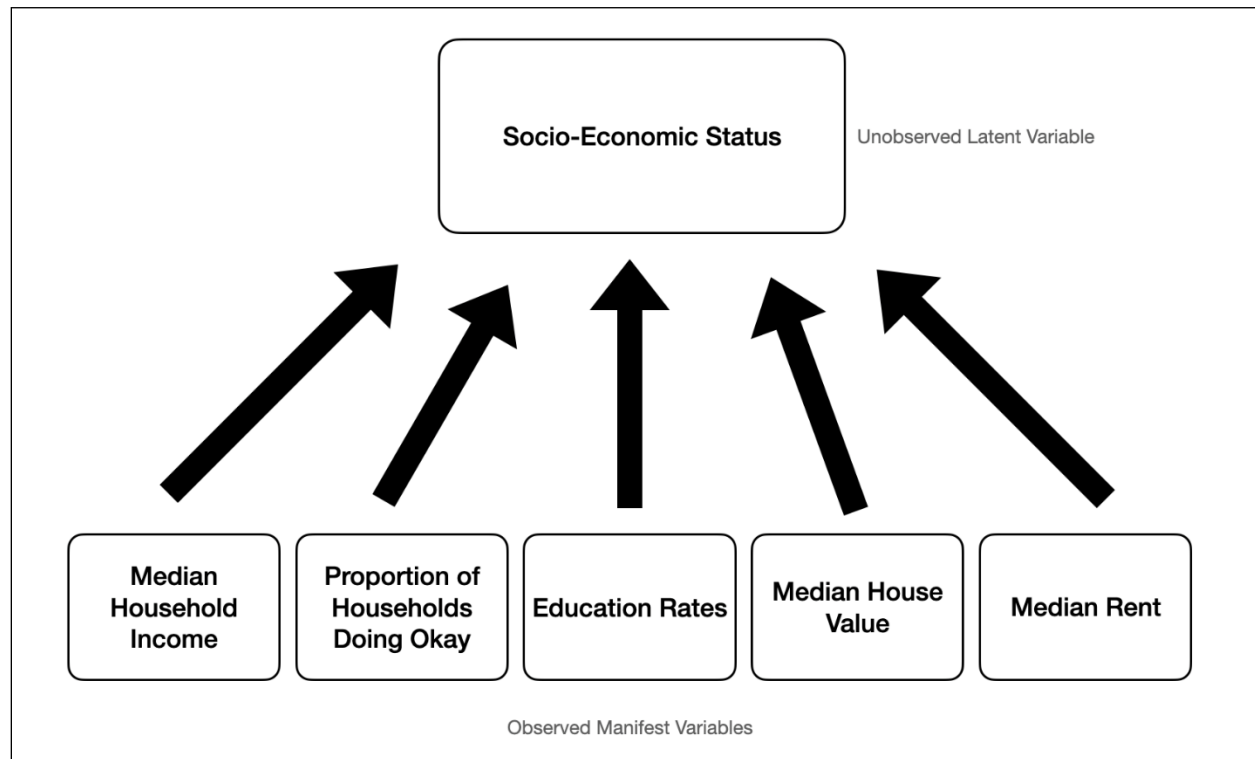 Socio-Economic Status
Unobserved Latent Variable
Median
Household
Income
Proportion of
Households
Doing Okay
Education Rates
Median House
Value
Median Rent
Observed Manifest Variables